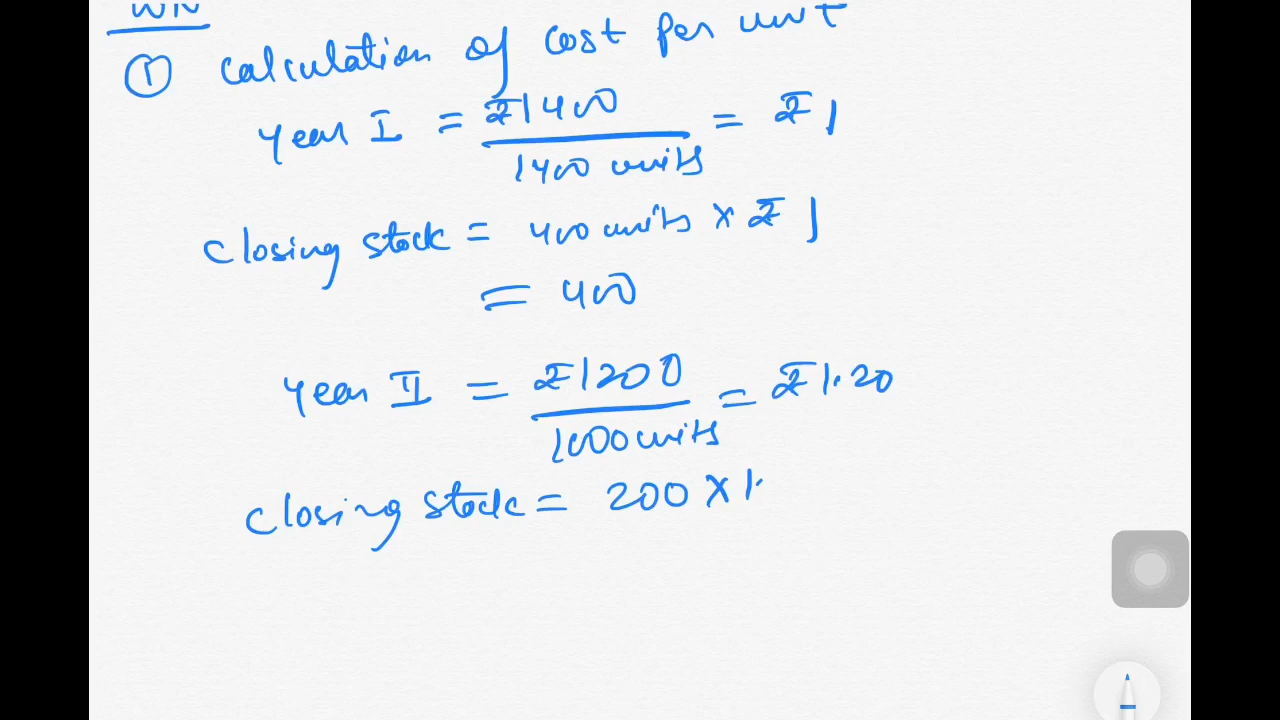 WN
① Calculation of cost per unit
Year I = ₹1400 / 1400 units = ₹1
Closing stock = 400 units × ₹1
= 400
Year II = ₹1200 / 1000 units = ₹1.20
Closing stock = 200 × 1.